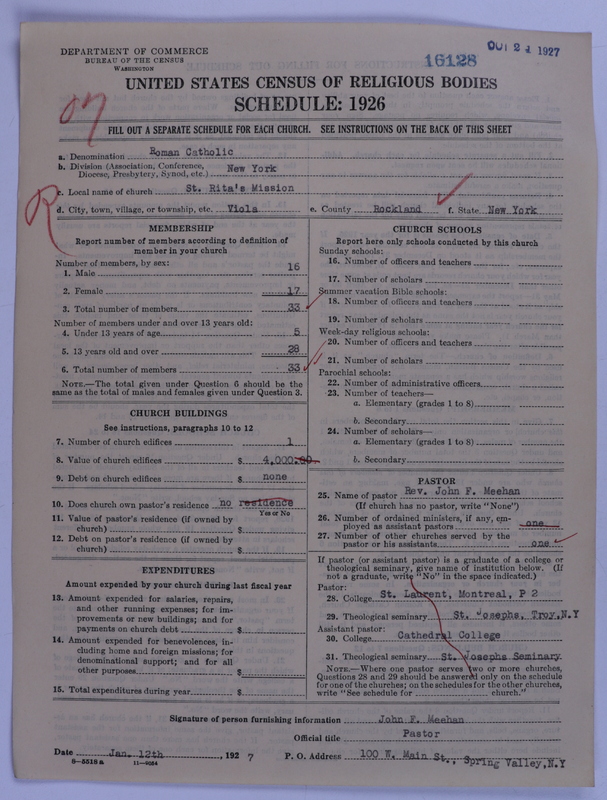 DEPARTMENT OF COMMERCE
BUREAU OF THE CENSUS
WASHINGTON
16128
OCT 21 1927
UNITED STATES CENSUS OF RELIGIOUS BODIES
SCHEDULE: 1926
FILL OUT A SEPARATE SCHEDULE FOR EACH CHURCH. SEE INSTRUCTIONS ON THE BACK OF THIS SHEET
a. Denomination Roman Catholic
b. Division (Association, Conference, Diocese, Presbytery, Synod, etc.) New York
c. Local name of church St. Rita's Mission
d. City, town, village, or township, etc. Viola e. County Rockland f. State New York
MEMBERSHIP
Report number of members according to definition of
member in your church
Number of members, by sex:
1. Male 16
2. Female 17
3. Total number of members 33
Number of members under and over 13 years old:
4. Under 13 years of age 5
5. 13 years old and over 28
6. Total number of members 33
NOTE.—The total given under Question 6 should be the
same as the total of males and females given under Question 3.
CHURCH BUILDINGS
See instructions, paragraphs 10 to 12
7. Number of church edifices 1
8. Value of church edifices $ 4,000.00
9. Debt on church edifices $ none
10. Does church own pastor's residence no residence
Yes or No
11. Value of pastor's residence (if owned by
church) $
12. Debt on pastor's residence (if owned by
church) $
EXPENDITURES
Amount expended by your church during last fiscal year
13. Amount expended for salaries, repairs,
and other running expenses; for im-
provements or new buildings; and for
payments on church debt $
14. Amount expended for benevolences, in-
cluding home and foreign missions; for
denominational support; and for all
other purposes $
15. Total expenditures during year $
CHURCH SCHOOLS
Report here only schools conducted by this church
Sunday schools:
16. Number of officers and teachers
17. Number of scholars
Summer vacation Bible schools:
18. Number of officers and teachers
19. Number of scholars
Week-day religious schools:
20. Number of officers and teachers
21. Number of scholars
Parochial schools:
22. Number of administrative officers
23. Number of teachers—
a. Elementary (grades 1 to 8)
b. Secondary
24. Number of scholars—
a. Elementary (grades 1 to 8)
b. Secondary
PASTOR
25. Name of pastor Rev. John F. Meehan
(If church has no pastor, write "None")
26. Number of ordained ministers, if any, em-
ployed as assistant pastors one
27. Number of other churches served by the
pastor or his assistants one
If pastor (or assistant pastor) is a graduate of a college or
theological seminary, give name of institution below. (If
not a graduate, write "No" in the space indicated.)
Pastor:
28. College St. Laurent, Montreal, P 2
29. Theological seminary St. Josephs, Troy, N.Y
Assistant pastor:
30. College Cathedral College
31. Theological seminary St. Josephs Seminary
NOTE.—Where one pastor serves two or more churches,
Questions 28 and 29 should be answered only on the schedule
for one of the churches; on the schedules for the other churches,
write "See schedule for church."
Signature of person furnishing information John F. Meehan
Official title Pastor
Date Jan. 12th, 1927 P. O. Address 100 W. Main St., Spring Valley, N.Y
8—5518 a 11—9054